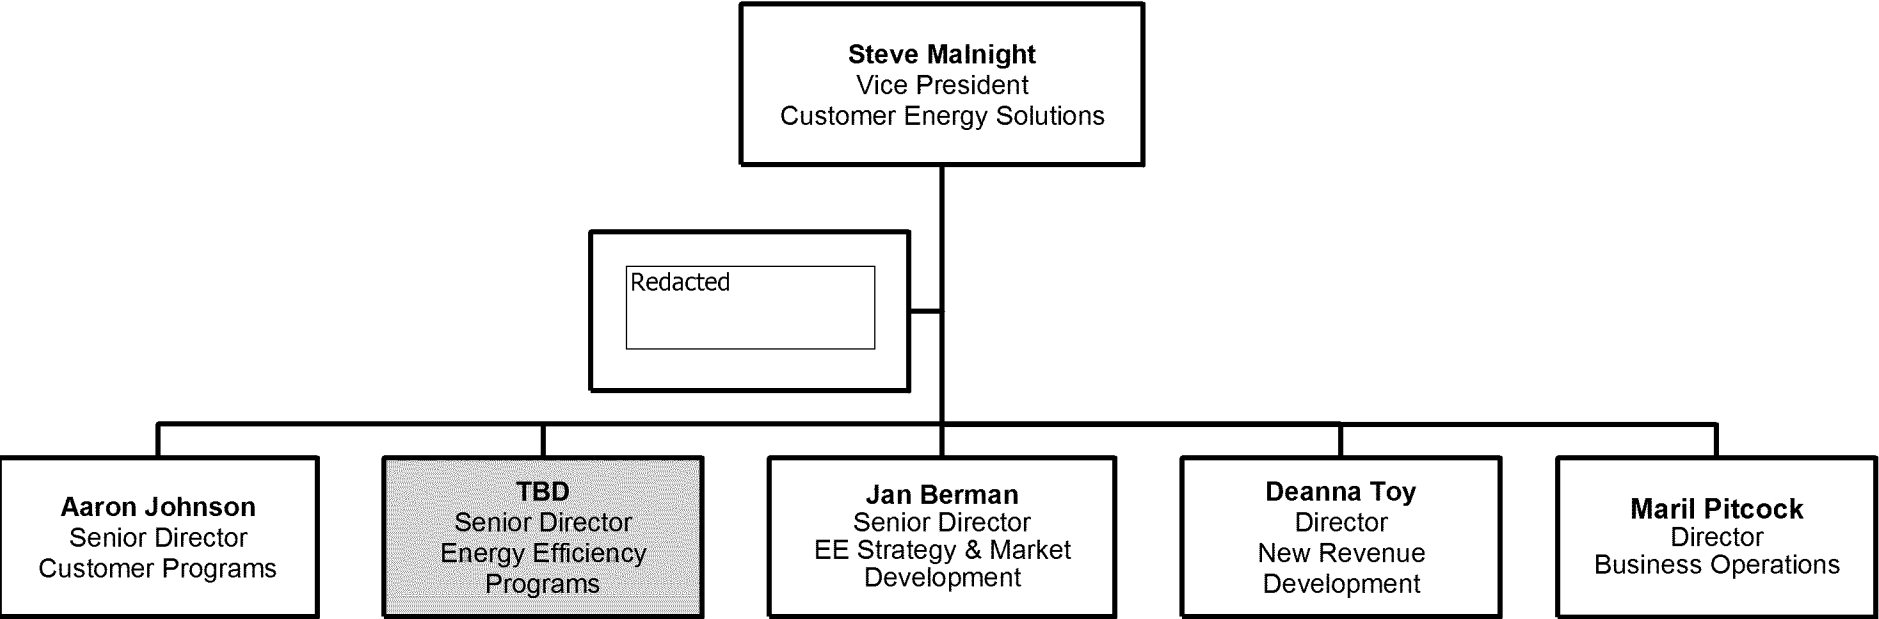 Steve Malnight
Vice President
Customer Energy Solutions
Redacted
Aaron Johnson
Senior Director
Customer Programs
TBD
Senior Director
Energy Efficiency
Programs
Jan Berman
Senior Director
EE Strategy & Market
Development
Deanna Toy
Director
New Revenue
Development
Maril Pitcock
Director
Business Operations